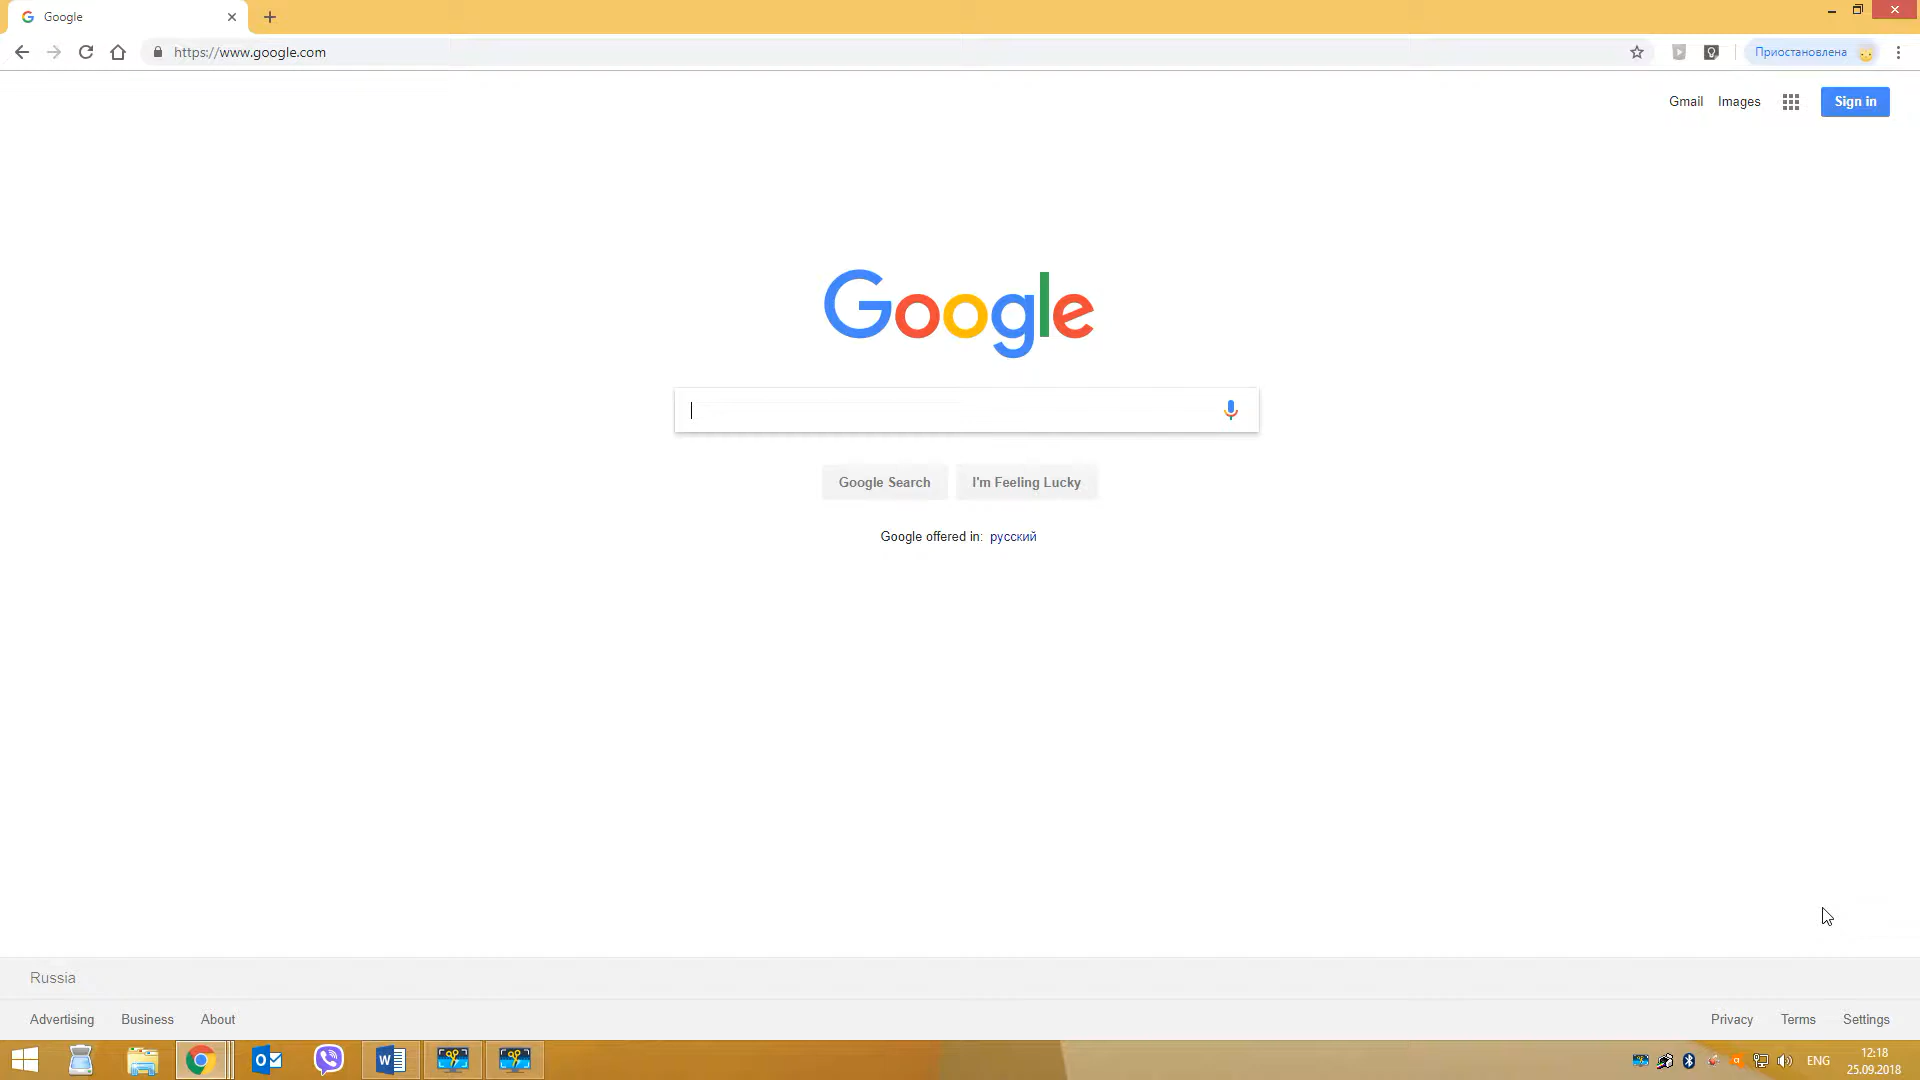 Google
https://www.google.com
Приостановлена
Gmail Images Sign in
Google
Google Search I'm Feeling Lucky
Google offered in: русский
Russia
Advertising Business About
Privacy Terms Settings
ENG
12:18
25.09.2018